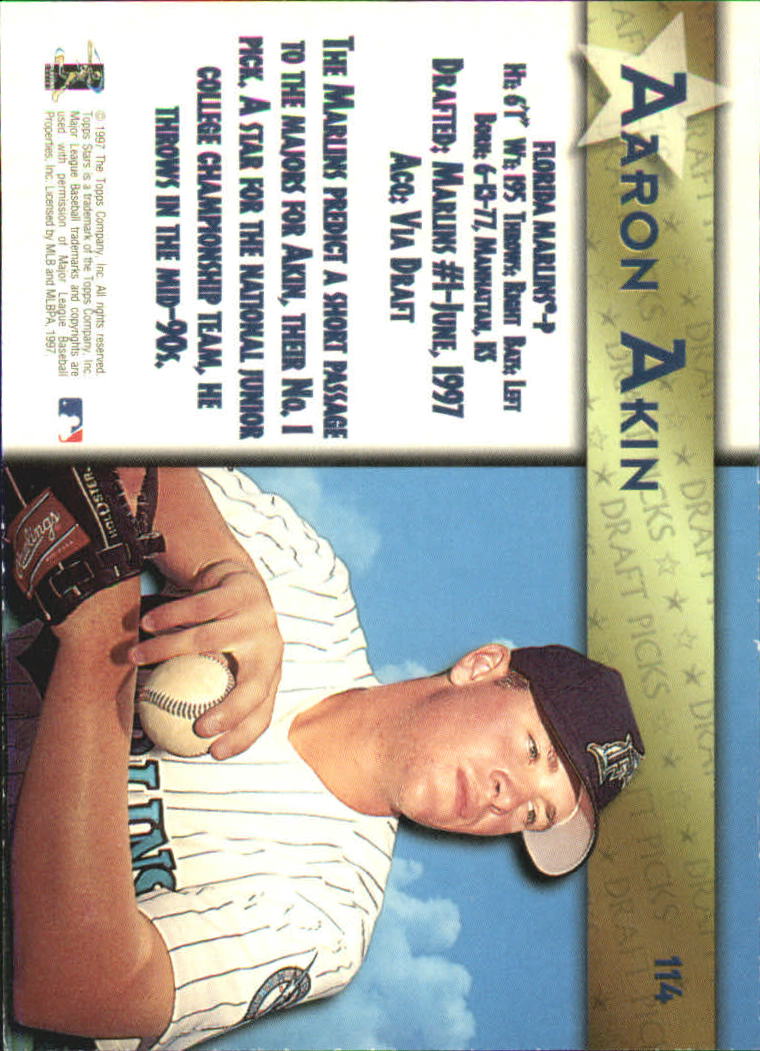 AARON AKIN
114
FLORIDA MARLINS®-P
HT: 6'1" WT: 195 THROWS: RIGHT BATS: LEFT
BORN: 6-13-77, MANHATTAN, KS
DRAFTED: MARLINS #1-JUNE, 1997
ACQ: VIA DRAFT
THE MARLINS PREDICT A SHORT PASSAGE
TO THE MAJORS FOR AKIN, THEIR NO. 1
PICK. A STAR FOR THE NATIONAL JUNIOR
COLLEGE CHAMPIONSHIP TEAM, HE
THROWS IN THE MID-90s.
© 1997 The Topps Company, Inc. All rights reserved.
Topps Stars is a trademark of the Topps Company, Inc.
Major League Baseball trademarks and copyrights are
used with permission of Major League Baseball
Properties, Inc. Licensed by MLB and MLBPA, 1997.
DRAFT PICKS ☆ ★ DRAFT PICKS
Rawlings
HOLDSTER